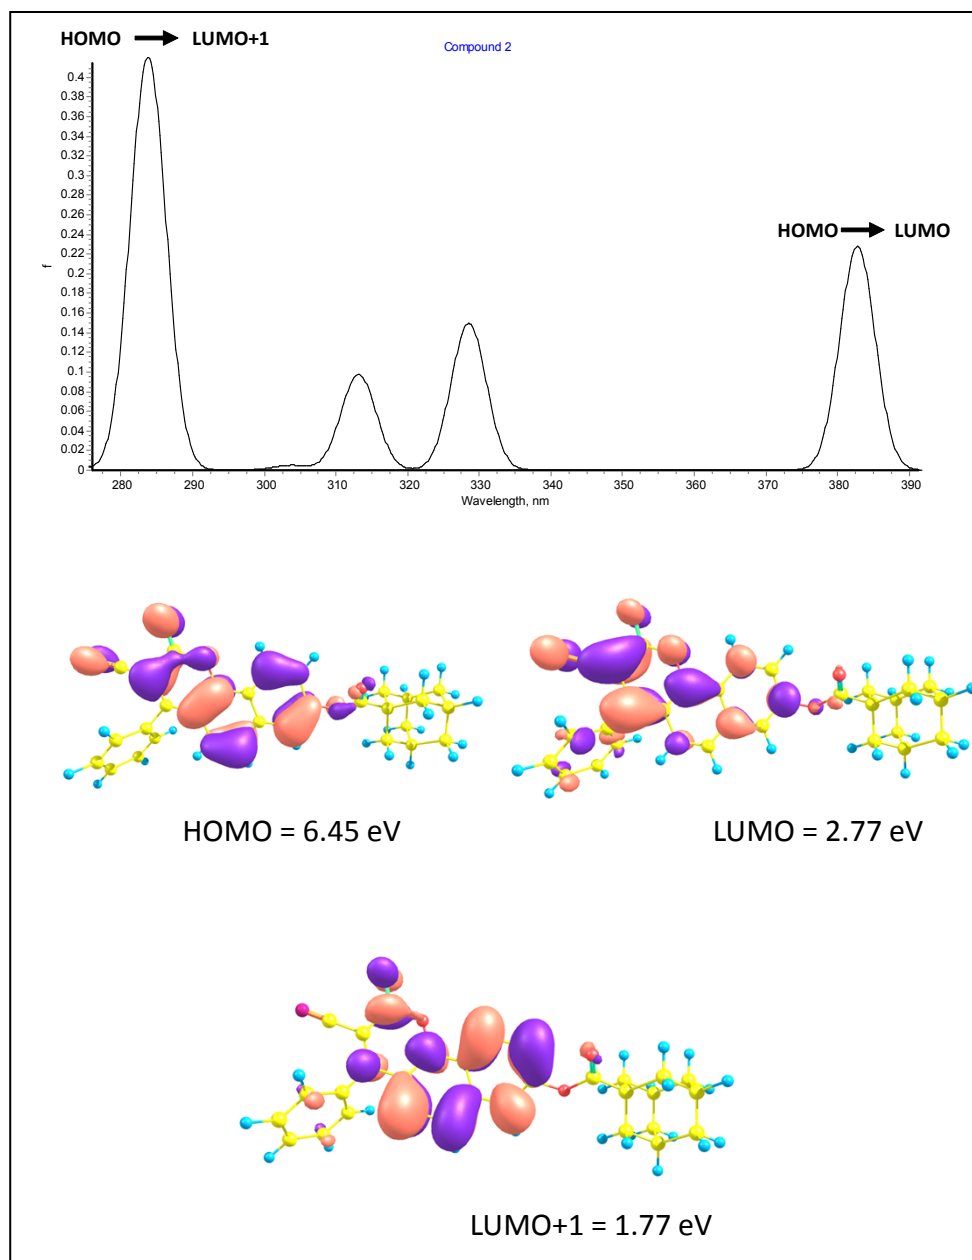 HOMO → LUMO+1
Compound 2
HOMO → LUMO
f
0.4
0.38
0.36
0.34
0.32
0.3
0.28
0.26
0.24
0.22
0.2
0.18
0.16
0.14
0.12
0.1
0.08
0.06
0.04
0.02
0
280 290 300 310 320 330 340 350 360 370 380 390
Wavelength, nm
HOMO = 6.45 eV
LUMO = 2.77 eV
LUMO+1 = 1.77 eV